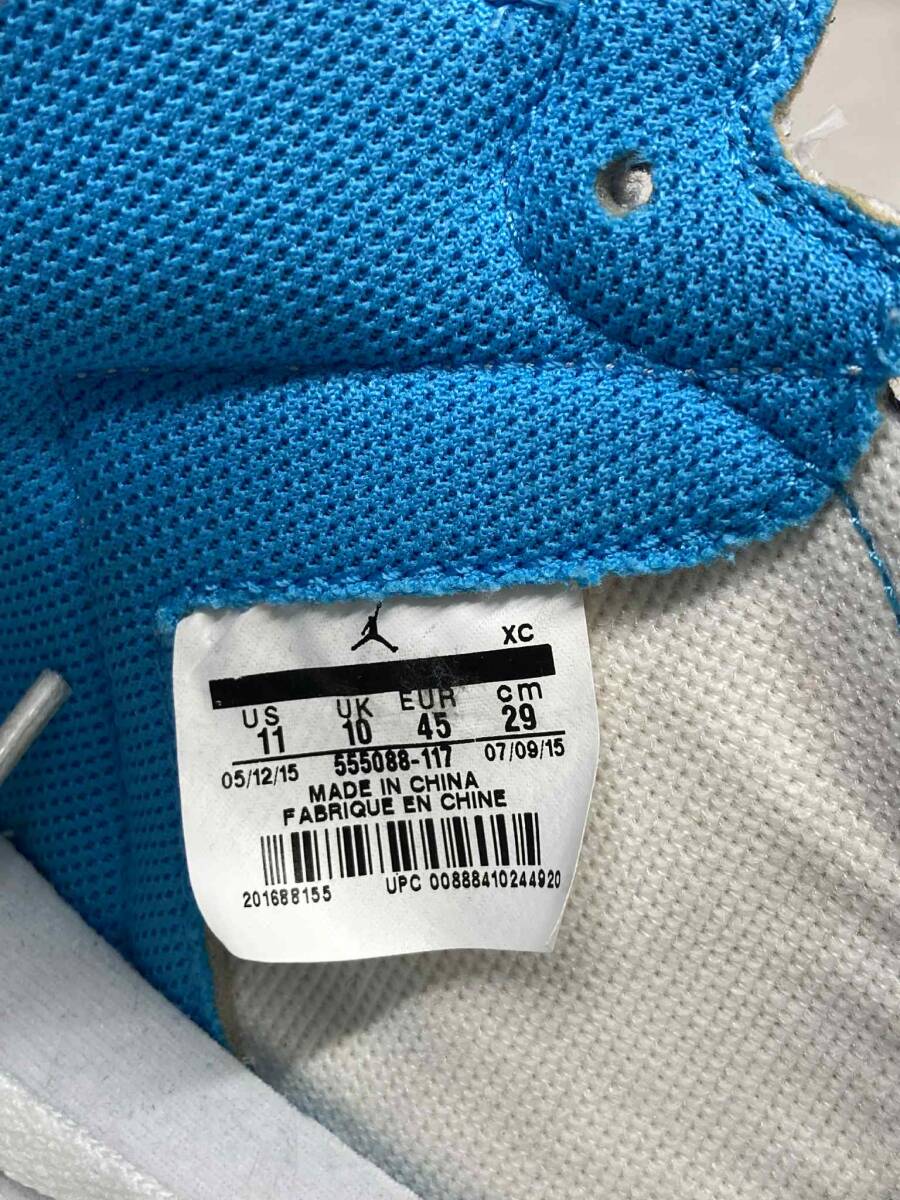 XC
US UK EUR cm
11 10 45 29
05/12/15 555088-117 07/09/15
MADE IN CHINA
FABRIQUE EN CHINE
201688155 UPC 00888410244920